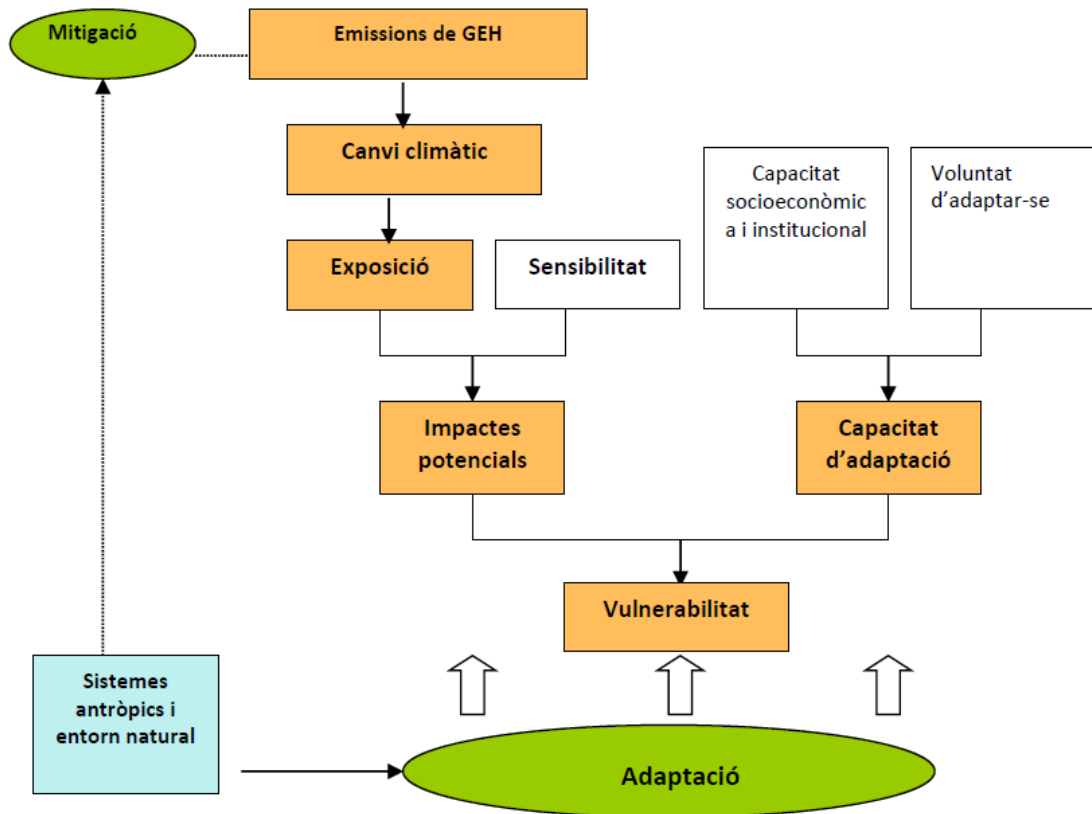 Mitigació
Emissions de GEH
Canvi climàtic
Capacitat
socioeconòmic
a i institucional
Voluntat
d'adaptar-se
Exposició
Sensibilitat
Impactes
potencials
Capacitat
d'adaptació
Vulnerabilitat
Sistemes
antròpics i
entorn natural
Adaptació